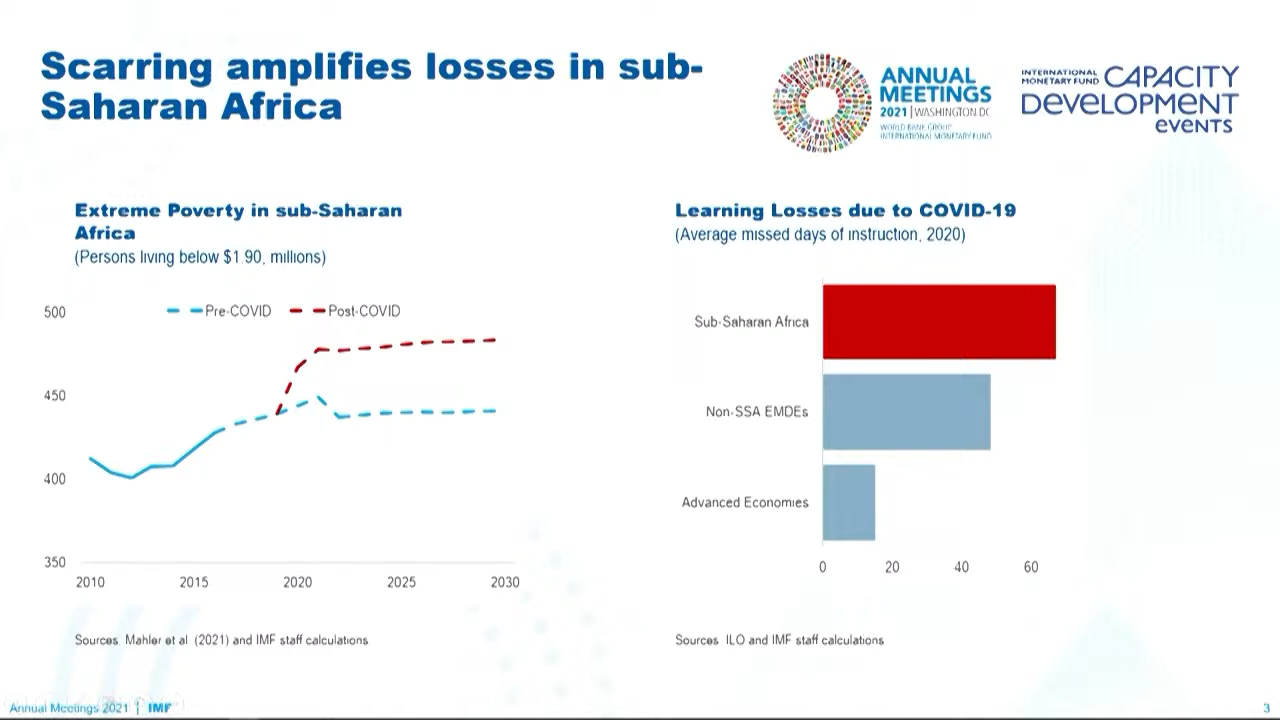 Scarring amplifies losses in sub-
Saharan Africa
ANNUAL
MEETINGS
2021 | WASHINGTON DC
WORLD BANK GROUP
INTERNATIONAL MONETARY FUND
INTERNATIONAL
MONETARY FUND CAPACITY
DEVELOPMENT
EVENTS
Extreme Poverty in sub-Saharan
Africa
(Persons living below $1.90, millions)
Pre-COVID
Post-COVID
500
450
400
350
2010 2015 2020 2025 2030
Sources Mahler et al (2021) and IMF staff calculations
Learning Losses due to COVID-19
(Average missed days of instruction, 2020)
Sub-Saharan Africa
Non-SSA EMDEs
Advanced Economies
0 20 40 60
Sources ILO and IMF staff calculations
Annual Meetings 2021 | IMF
3